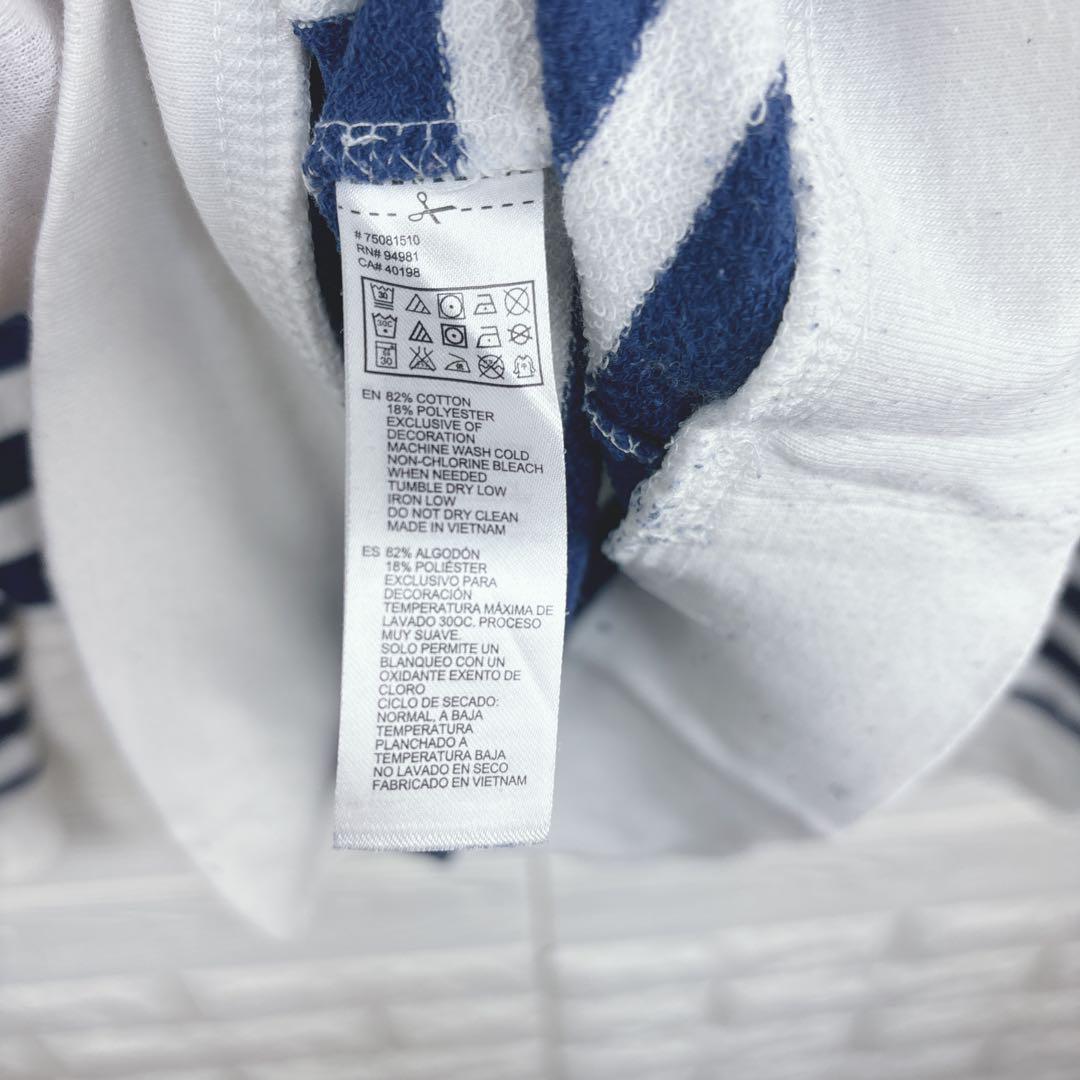 # 75081510
RN# 94981
CA# 40198
EN 82% COTTON
18% POLYESTER
EXCLUSIVE OF
DECORATION
MACHINE WASH COLD
NON-CHLORINE BLEACH
WHEN NEEDED
TUMBLE DRY LOW
IRON LOW
DO NOT DRY CLEAN
MADE IN VIETNAM
ES 82% ALGODÓN
18% POLIÉSTER
EXCLUSIVO PARA
DECORACIÓN
TEMPERATURA MÁXIMA DE
LAVADO 30OC. PROCESO
MUY SUAVE.
SOLO PERMITE UN
BLANQUEO CON UN
OXIDANTE EXENTO DE
CLORO
CICLO DE SECADO:
NORMAL, A BAJA
TEMPERATURA
PLANCHADO A
TEMPERATURA BAJA
NO LAVADO EN SECO
FABRICADO EN VIETNAM